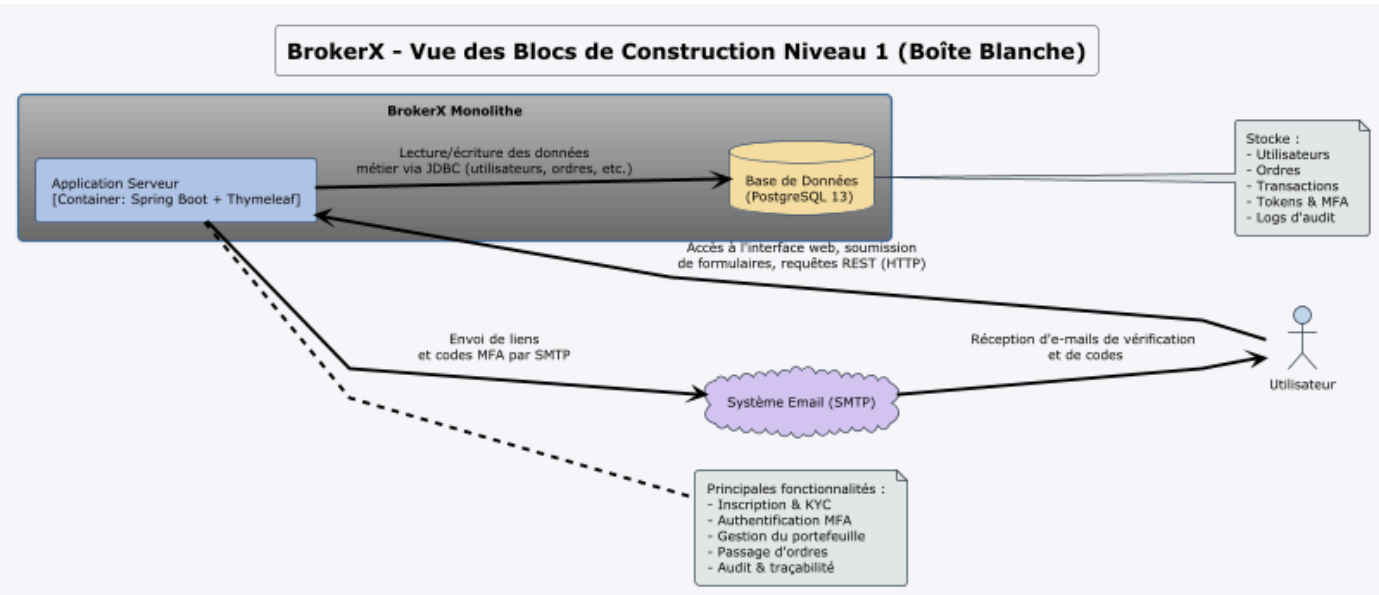 BrokerX - Vue des Blocs de Construction Niveau 1 (Boîte Blanche)
BrokerX Monolithe
Application Serveur
[Container: Spring Boot + Thymeleaf]
Lecture/écriture des données
métier via JDBC (utilisateurs, ordres, etc.)
Base de Données
(PostgreSQL 13)
Stocke :
- Utilisateurs
- Ordres
- Transactions
- Tokens & MFA
- Logs d'audit
Accès à l'interface web, soumission
de formulaires, requêtes REST (HTTP)
Envoi de liens
et codes MFA par SMTP
Système Email (SMTP)
Réception d'e-mails de vérification
et de codes
Utilisateur
Principales fonctionnalités :
- Inscription & KYC
- Authentification MFA
- Gestion du portefeuille
- Passage d'ordres
- Audit & traçabilité